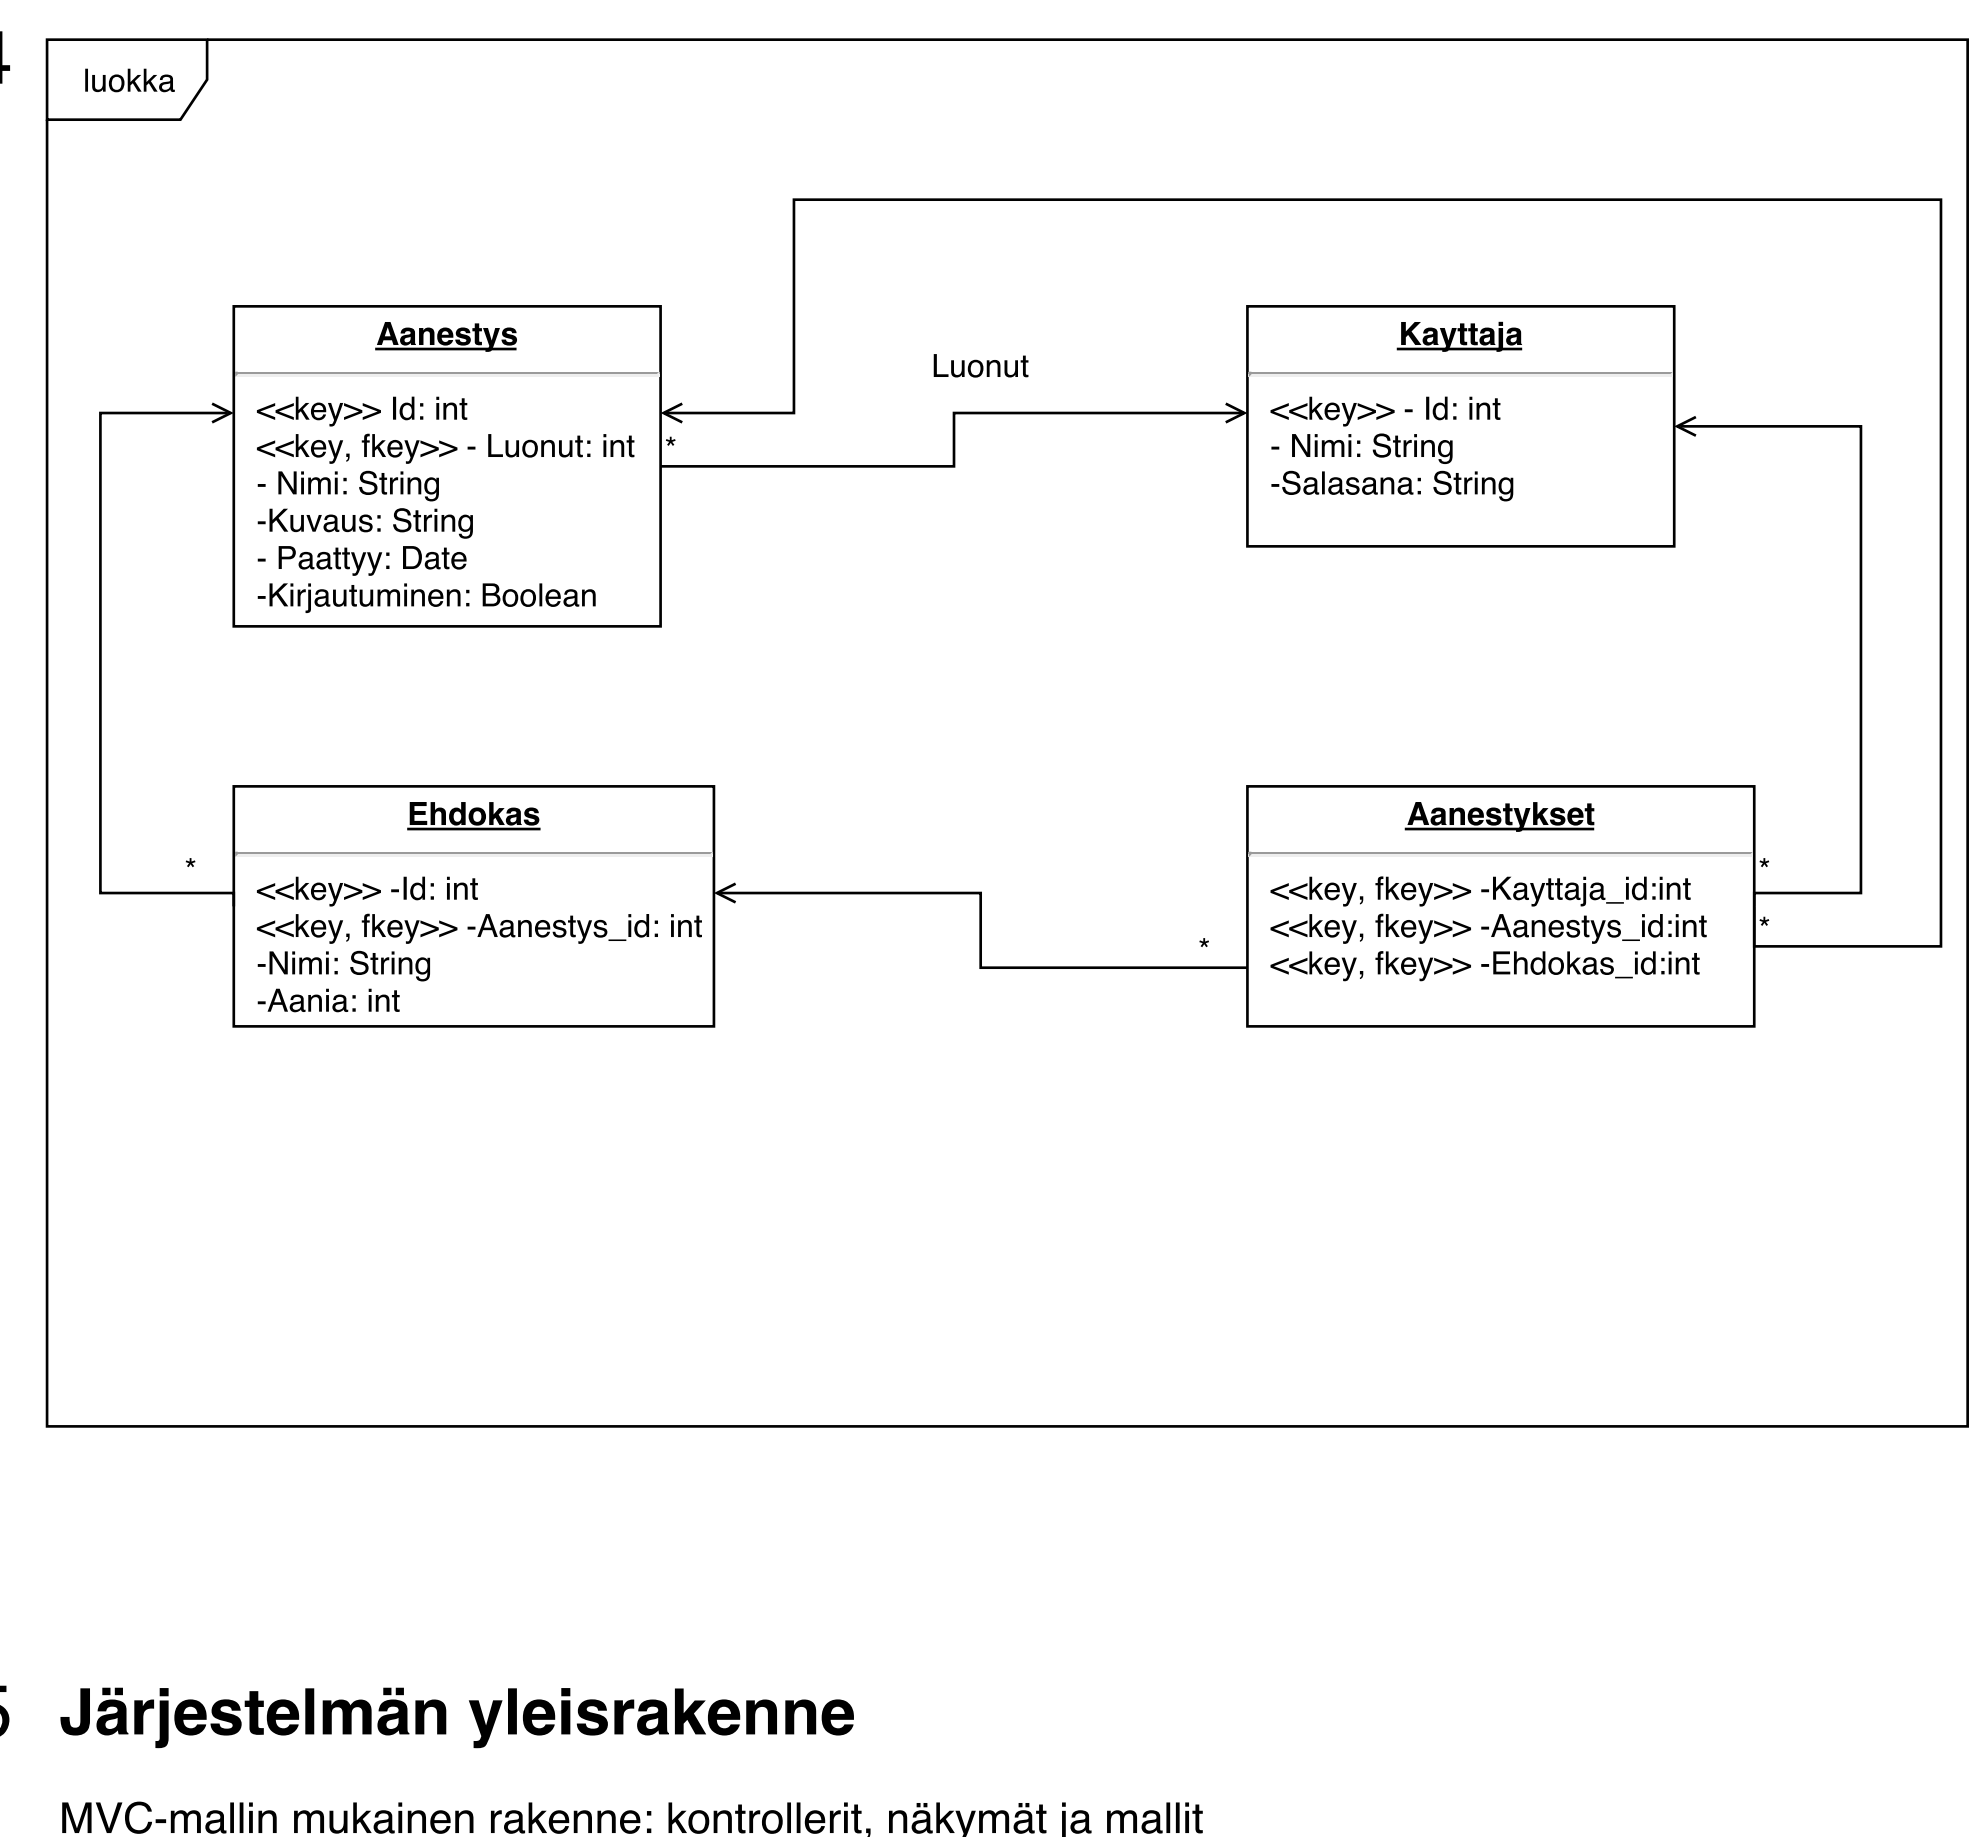 4
luokka
Aanestys
<<key>> Id: int
<<key, fkey>> - Luonut: int
- Nimi: String
-Kuvaus: String
- Paattyy: Date
-Kirjautuminen: Boolean
*
Luonut
Kayttaja
<<key>> - Id: int
- Nimi: String
-Salasana: String
Ehdokas
<<key>> -Id: int
<<key, fkey>> -Aanestys_id: int
-Nimi: String
-Aania: int
*
*
Aanestykset
<<key, fkey>> -Kayttaja_id:int
<<key, fkey>> -Aanestys_id:int
<<key, fkey>> -Ehdokas_id:int
*
*
5 Järjestelmän yleisrakenne
MVC-mallin mukainen rakenne: kontrollerit, näkymät ja mallit